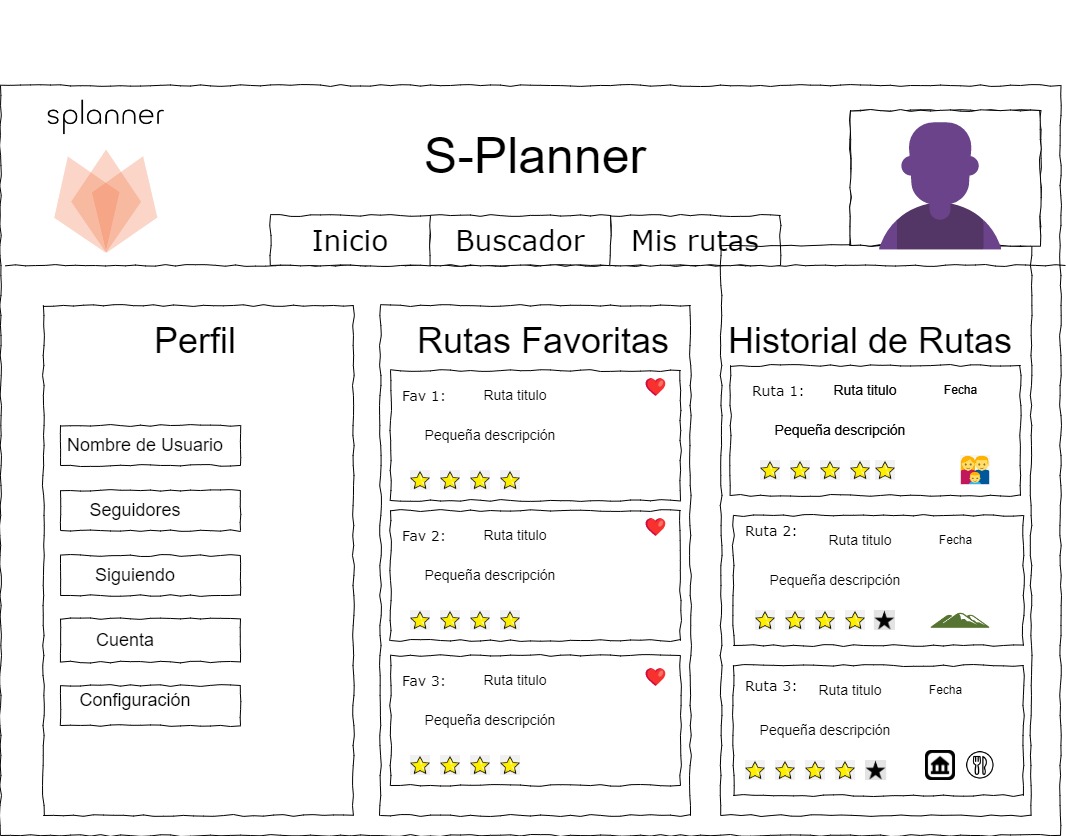 splanner
S-Planner
Inicio
Buscador
Mis rutas
Perfil
Nombre de Usuario
Seguidores
Siguiendo
Cuenta
Configuración
Rutas Favoritas
Fav 1: Ruta titulo
Pequeña descripción
Fav 2: Ruta titulo
Pequeña descripción
Fav 3: Ruta titulo
Pequeña descripción
Historial de Rutas
Ruta 1: Ruta titulo Fecha
Pequeña descripción
Ruta 2: Ruta titulo Fecha
Pequeña descripción
Ruta 3: Ruta titulo Fecha
Pequeña descripción